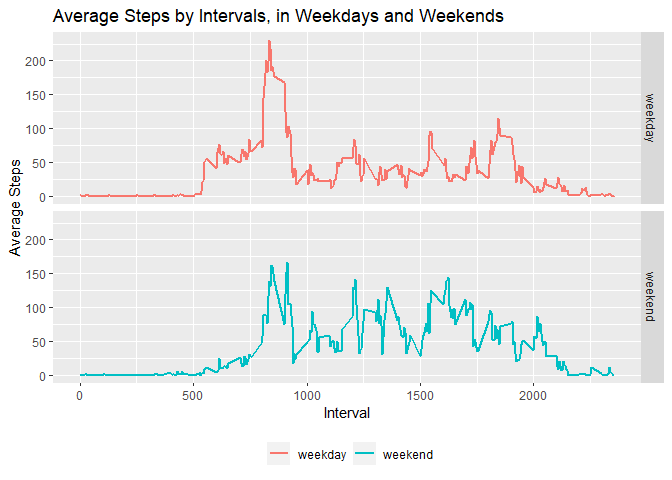 Average Steps by Intervals, in Weekdays and Weekends
Average Steps
200
150
100
50
0
weekday
200
150
100
50
0
weekend
0 500 1000 1500 2000
Interval
weekday weekend